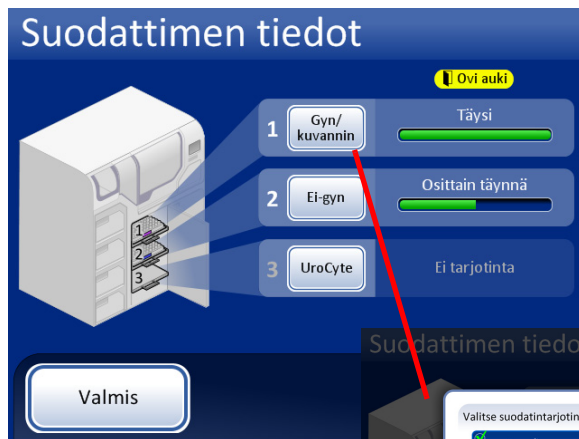 Suodattimen tiedot
Ovi auki
1 Gyn/
kuvannin
Täysi
2 Ei-gyn
Osittain täynnä
3 UroCyte
Ei tarjotinta
1
2
3
Suodattimen tiedo
Valmis
Valitse suodatintarjotin